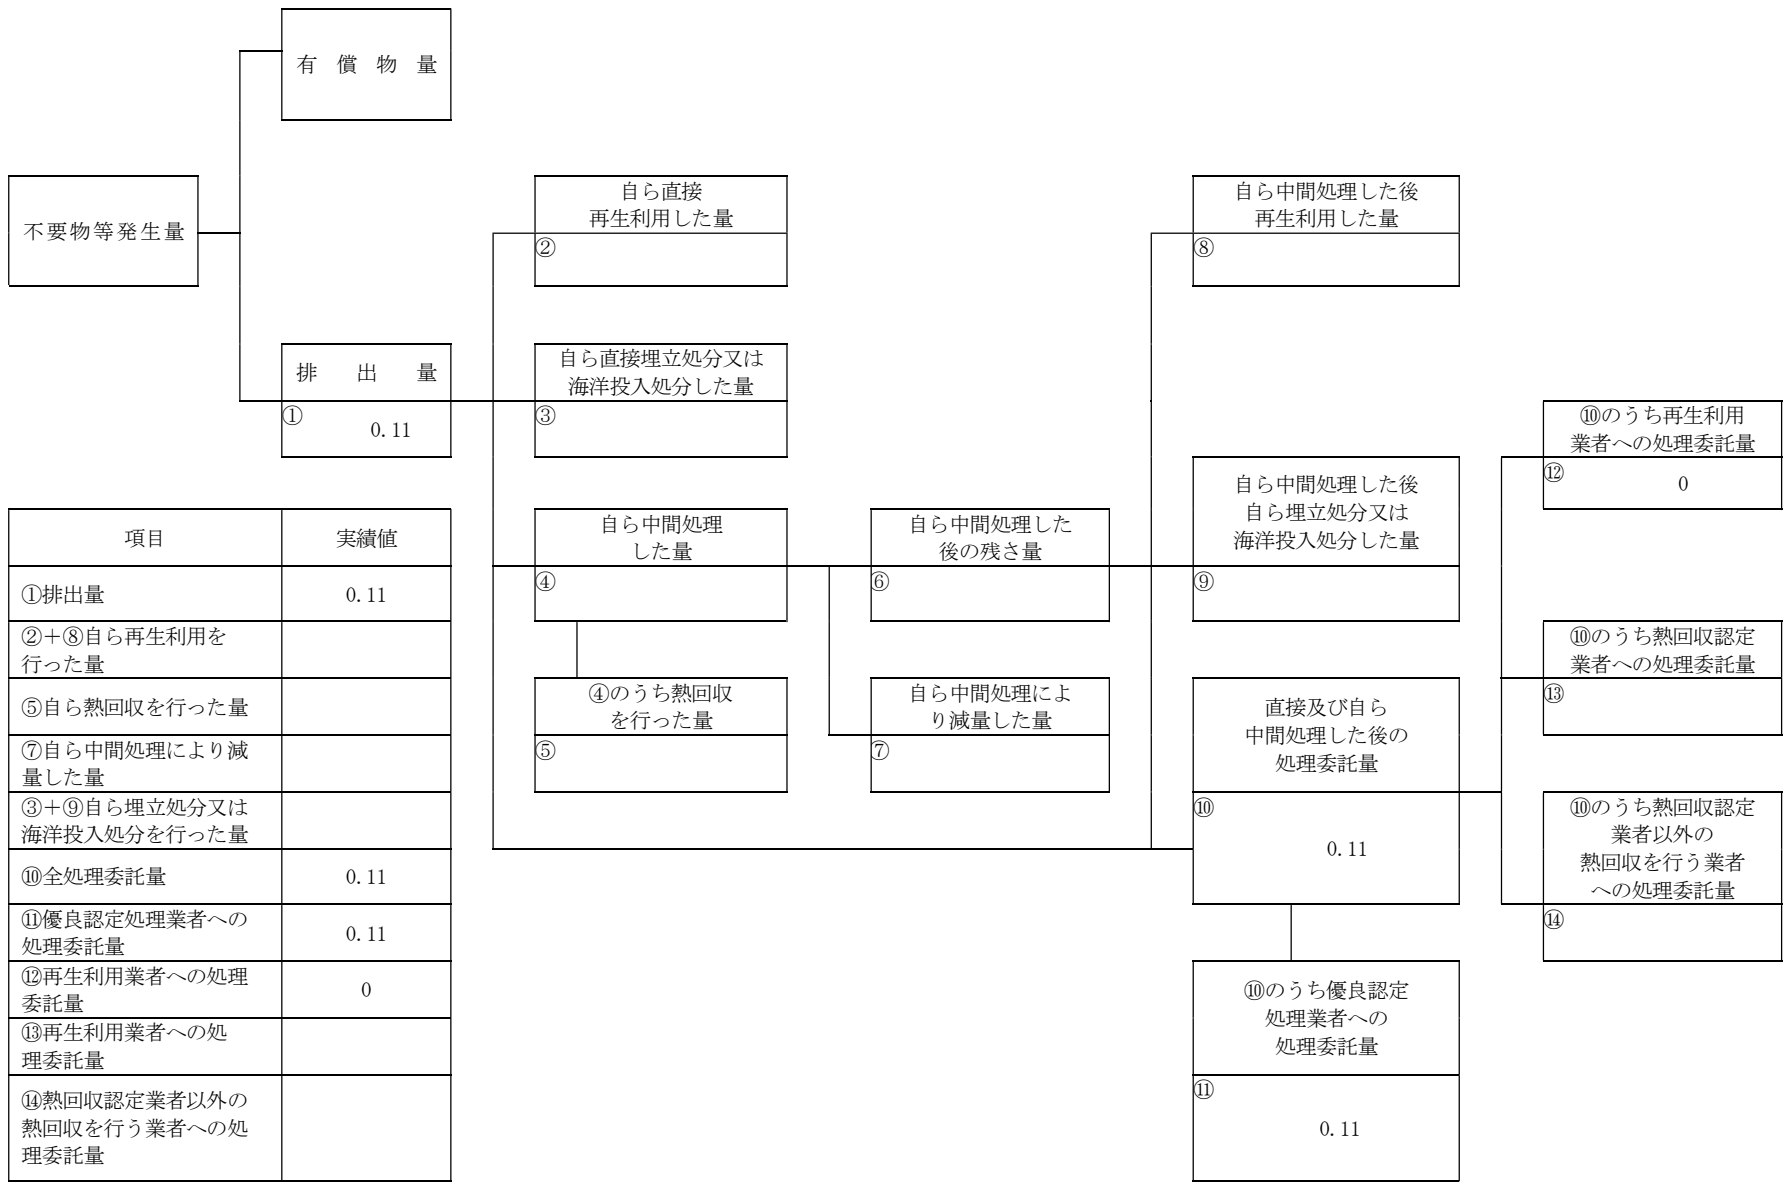 有　償　物　量
不要物等発生量
自ら直接
再生利用した量
②
自ら中間処理した後
再生利用した量
⑧
排　出　量
①
0.11
自ら直接埋立処分又は
海洋投入処分した量
③
⑩のうち再生利用
業者への処理委託量
⑫
0
自ら中間処理
した量
④
自ら中間処理した
後の残さ量
⑥
自ら中間処理した後
自ら埋立処分又は
海洋投入処分した量
⑨
⑩のうち熱回収認定
業者への処理委託量
⑬
④のうち熱回収
を行った量
⑤
自ら中間処理によ
り減量した量
⑦
直接及び自ら
中間処理した後の
処理委託量
⑩
0.11
⑩のうち熱回収認定
業者以外の
熱回収を行う業者
への処理委託量
⑭
⑩のうち優良認定
処理業者への
処理委託量
⑪
0.11
項目　実績値
①排出量　0.11
②＋⑧自ら再生利用を
行った量
⑤自ら熱回収を行った量
⑦自ら中間処理により減
量した量
③＋⑨自ら埋立処分又は
海洋投入処分を行った量
⑩全処理委託量　0.11
⑪優良認定処理業者への
処理委託量　0.11
⑫再生利用業者への処理
委託量　0
⑬再生利用業者への処
理委託量
⑭熱回収認定業者以外の
熱回収を行う業者への処
理委託量